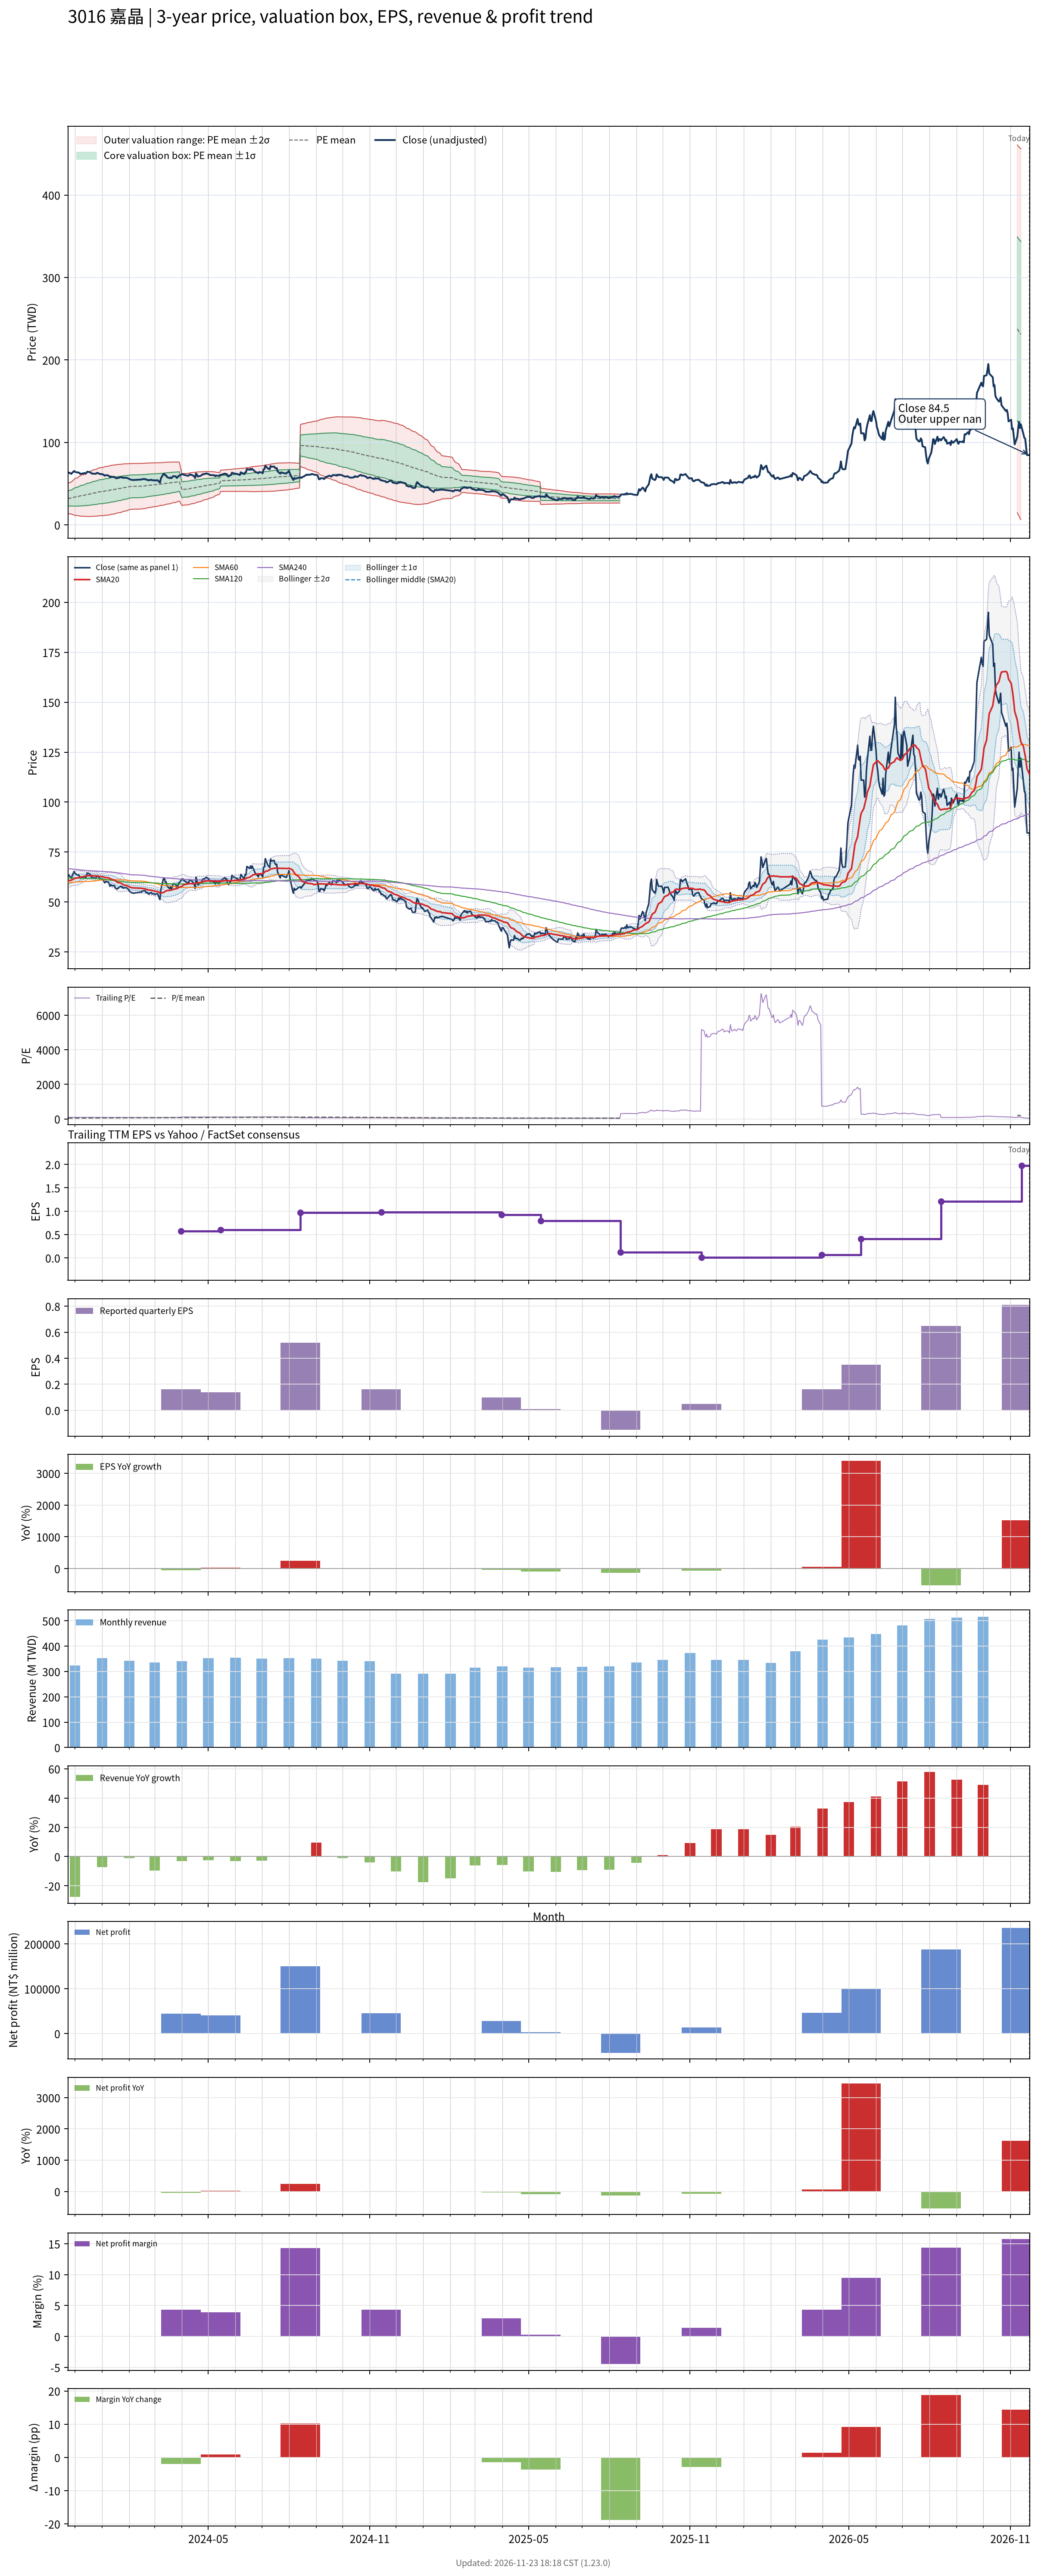 3016 嘉晶 | 3-year price, valuation box, EPS, revenue & profit trend
Outer valuation range: PE mean ±2σ
PE mean
Close (unadjusted)
Core valuation box: PE mean ±1σ
Today
400
300
200
100
0
Price (TWD)
Close 84.5
Outer upper nan
Close (same as panel 1)
SMA60
SMA240
Bollinger ±1σ
SMA20
SMA120
Bollinger ±2σ
Bollinger middle (SMA20)
200
175
150
125
100
75
50
25
Price
Trailing P/E
P/E mean
6000
4000
2000
0
P/E
Trailing TTM EPS vs Yahoo / FactSet consensus
Today
2.0
1.5
1.0
0.5
0.0
EPS
Reported quarterly EPS
0.8
0.6
0.4
0.2
0.0
EPS
EPS YoY growth
3000
2000
1000
0
YoY (%)
Monthly revenue
500
400
300
200
100
0
Revenue (M TWD)
Revenue YoY growth
60
40
20
0
-20
YoY (%)
Month
Net profit
200000
100000
0
Net profit (NT$ million)
Net profit YoY
3000
2000
1000
0
YoY (%)
Net profit margin
15
10
5
0
-5
Margin (%)
Margin YoY change
20
10
0
-10
-20
Δ margin (pp)
2024-05
2024-11
2025-05
2025-11
2026-05
2026-11
Updated: 2026-11-23 18:18 CST (1.23.0)